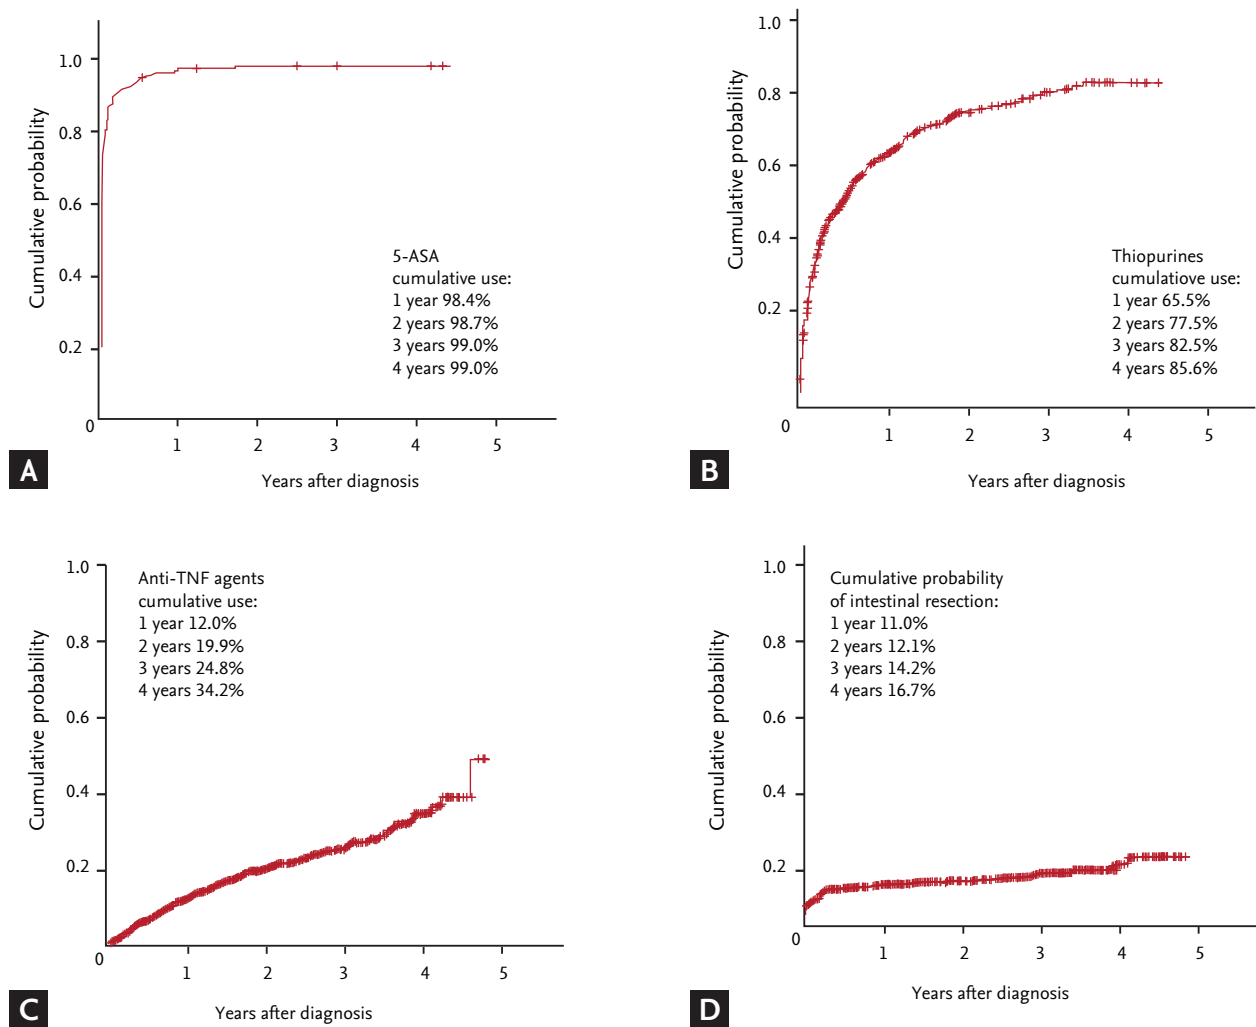 1.0
0.8
0.6
0.4
0.2
0
Cumulative probability
5-ASA
cumulative use:
1 year 98.4%
2 years 98.7%
3 years 99.0%
4 years 99.0%
1 2 3 4 5
Years after diagnosis
A
1.0
0.8
0.6
0.4
0.2
0
Cumulative probability
Thiopurines
cumulatiove use:
1 year 65.5%
2 years 77.5%
3 years 82.5%
4 years 85.6%
1 2 3 4 5
Years after diagnosis
B
1.0
0.8
0.6
0.4
0.2
0
Cumulative probability
Anti-TNF agents
cumulative use:
1 year 12.0%
2 years 19.9%
3 years 24.8%
4 years 34.2%
1 2 3 4 5
Years after diagnosis
C
1.0
0.8
0.6
0.4
0.2
0
Cumulative probability
Cumulative probability
of intestinal resection:
1 year 11.0%
2 years 12.1%
3 years 14.2%
4 years 16.7%
1 2 3 4 5
Years after diagnosis
D